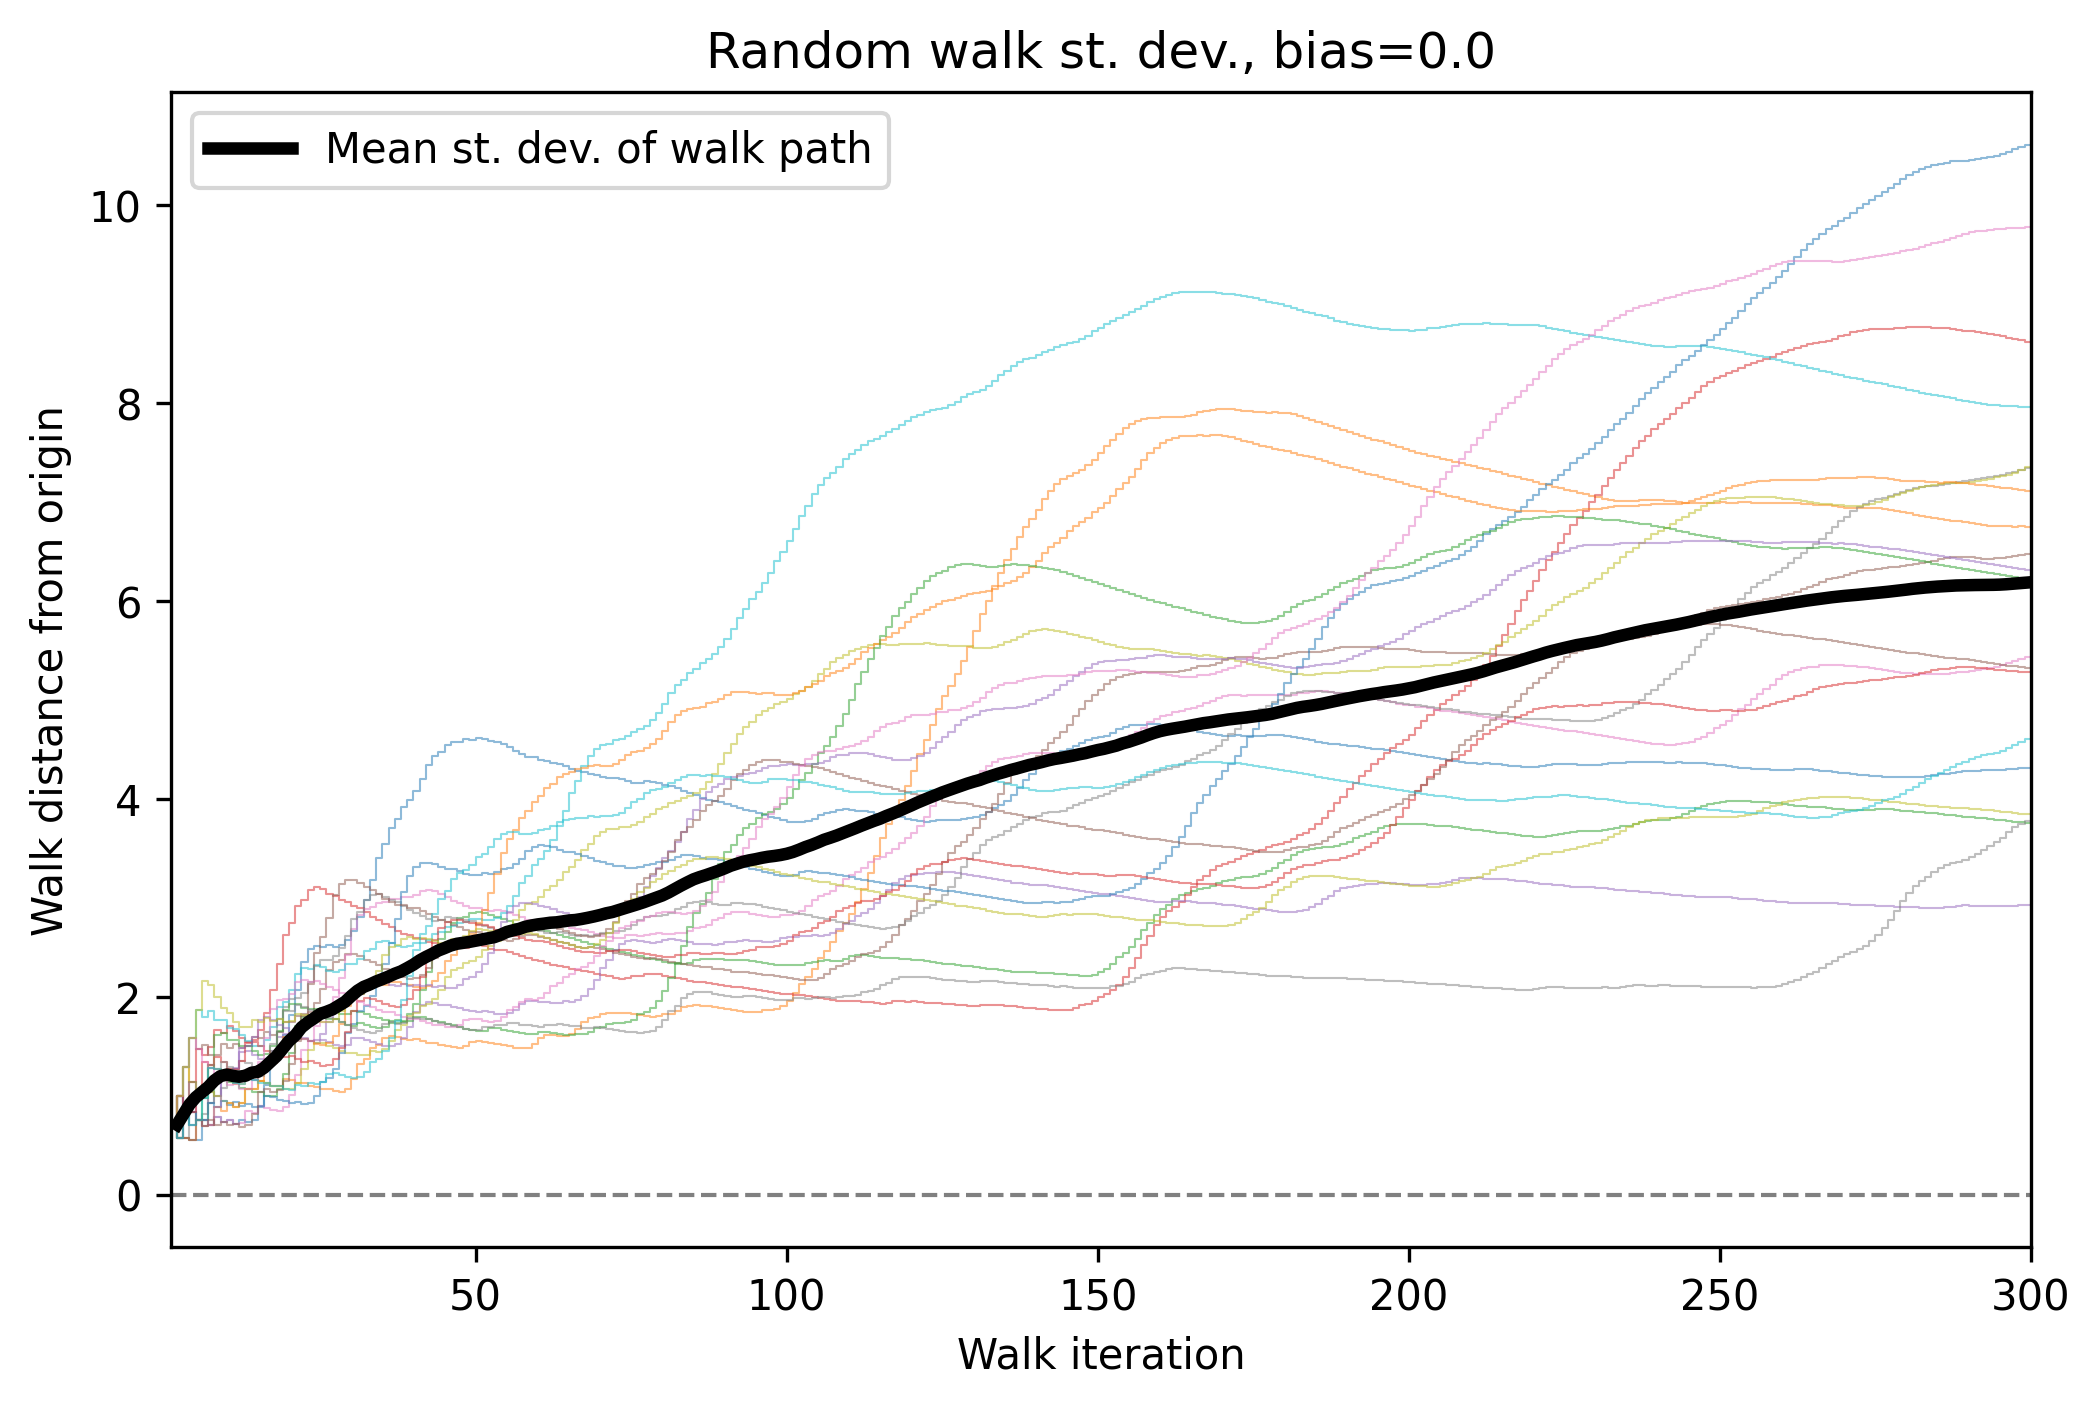 Random walk st. dev., bias=0.0
Mean st. dev. of walk path
Walk distance from origin
10
8
6
4
2
0
50 100 150 200 250 300
Walk iteration